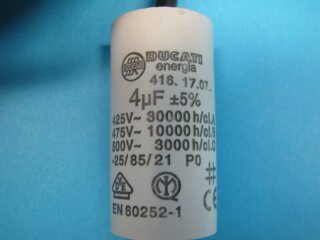 DUCATI
energia
416.17.07..
4µF ±5%
425V~ 30000 h/cl.A
475V~ 10000 h/cl.B
500V~ 3000 h/cl.C
-25/85/21 P0
EN 60252-1
CE